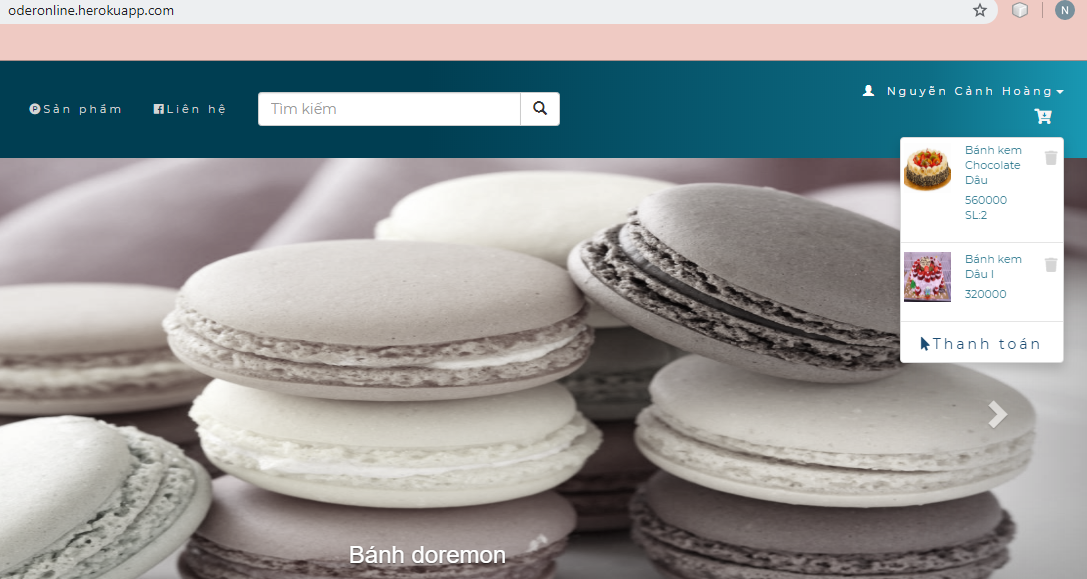 oderonline.herokuapp.com
N
Sản phẩm
Liên hệ
Tìm kiếm
Nguyễn Cảnh Hoàng
Bánh kem
Chocolate
Dâu
560000
SL:2
Bánh kem
Dâu I
320000
Thanh toán
Bánh doremon